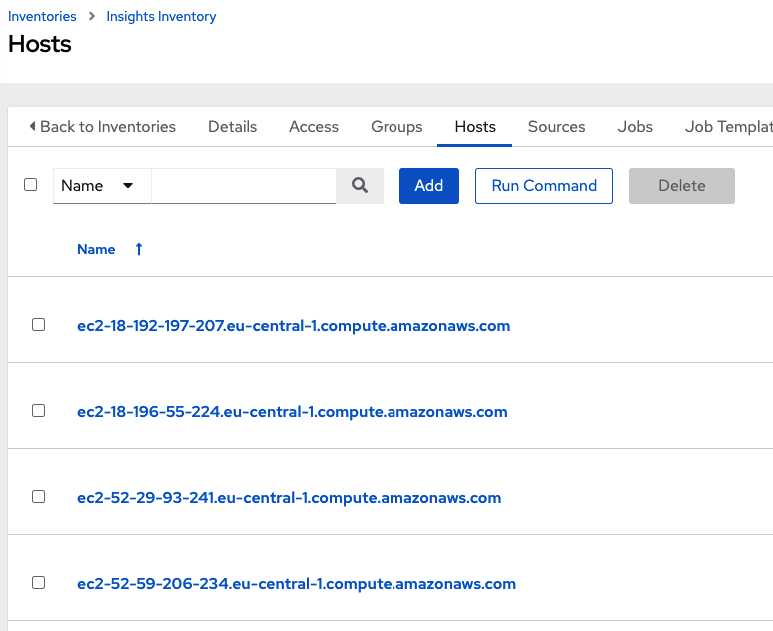 Inventories > Insights Inventory
Hosts
Back to Inventories Details Access Groups Hosts Sources Jobs Job Templat
Name Add Run Command Delete
Name ↑
ec2-18-192-197-207.eu-central-1.compute.amazonaws.com
ec2-18-196-55-224.eu-central-1.compute.amazonaws.com
ec2-52-29-93-241.eu-central-1.compute.amazonaws.com
ec2-52-59-206-234.eu-central-1.compute.amazonaws.com